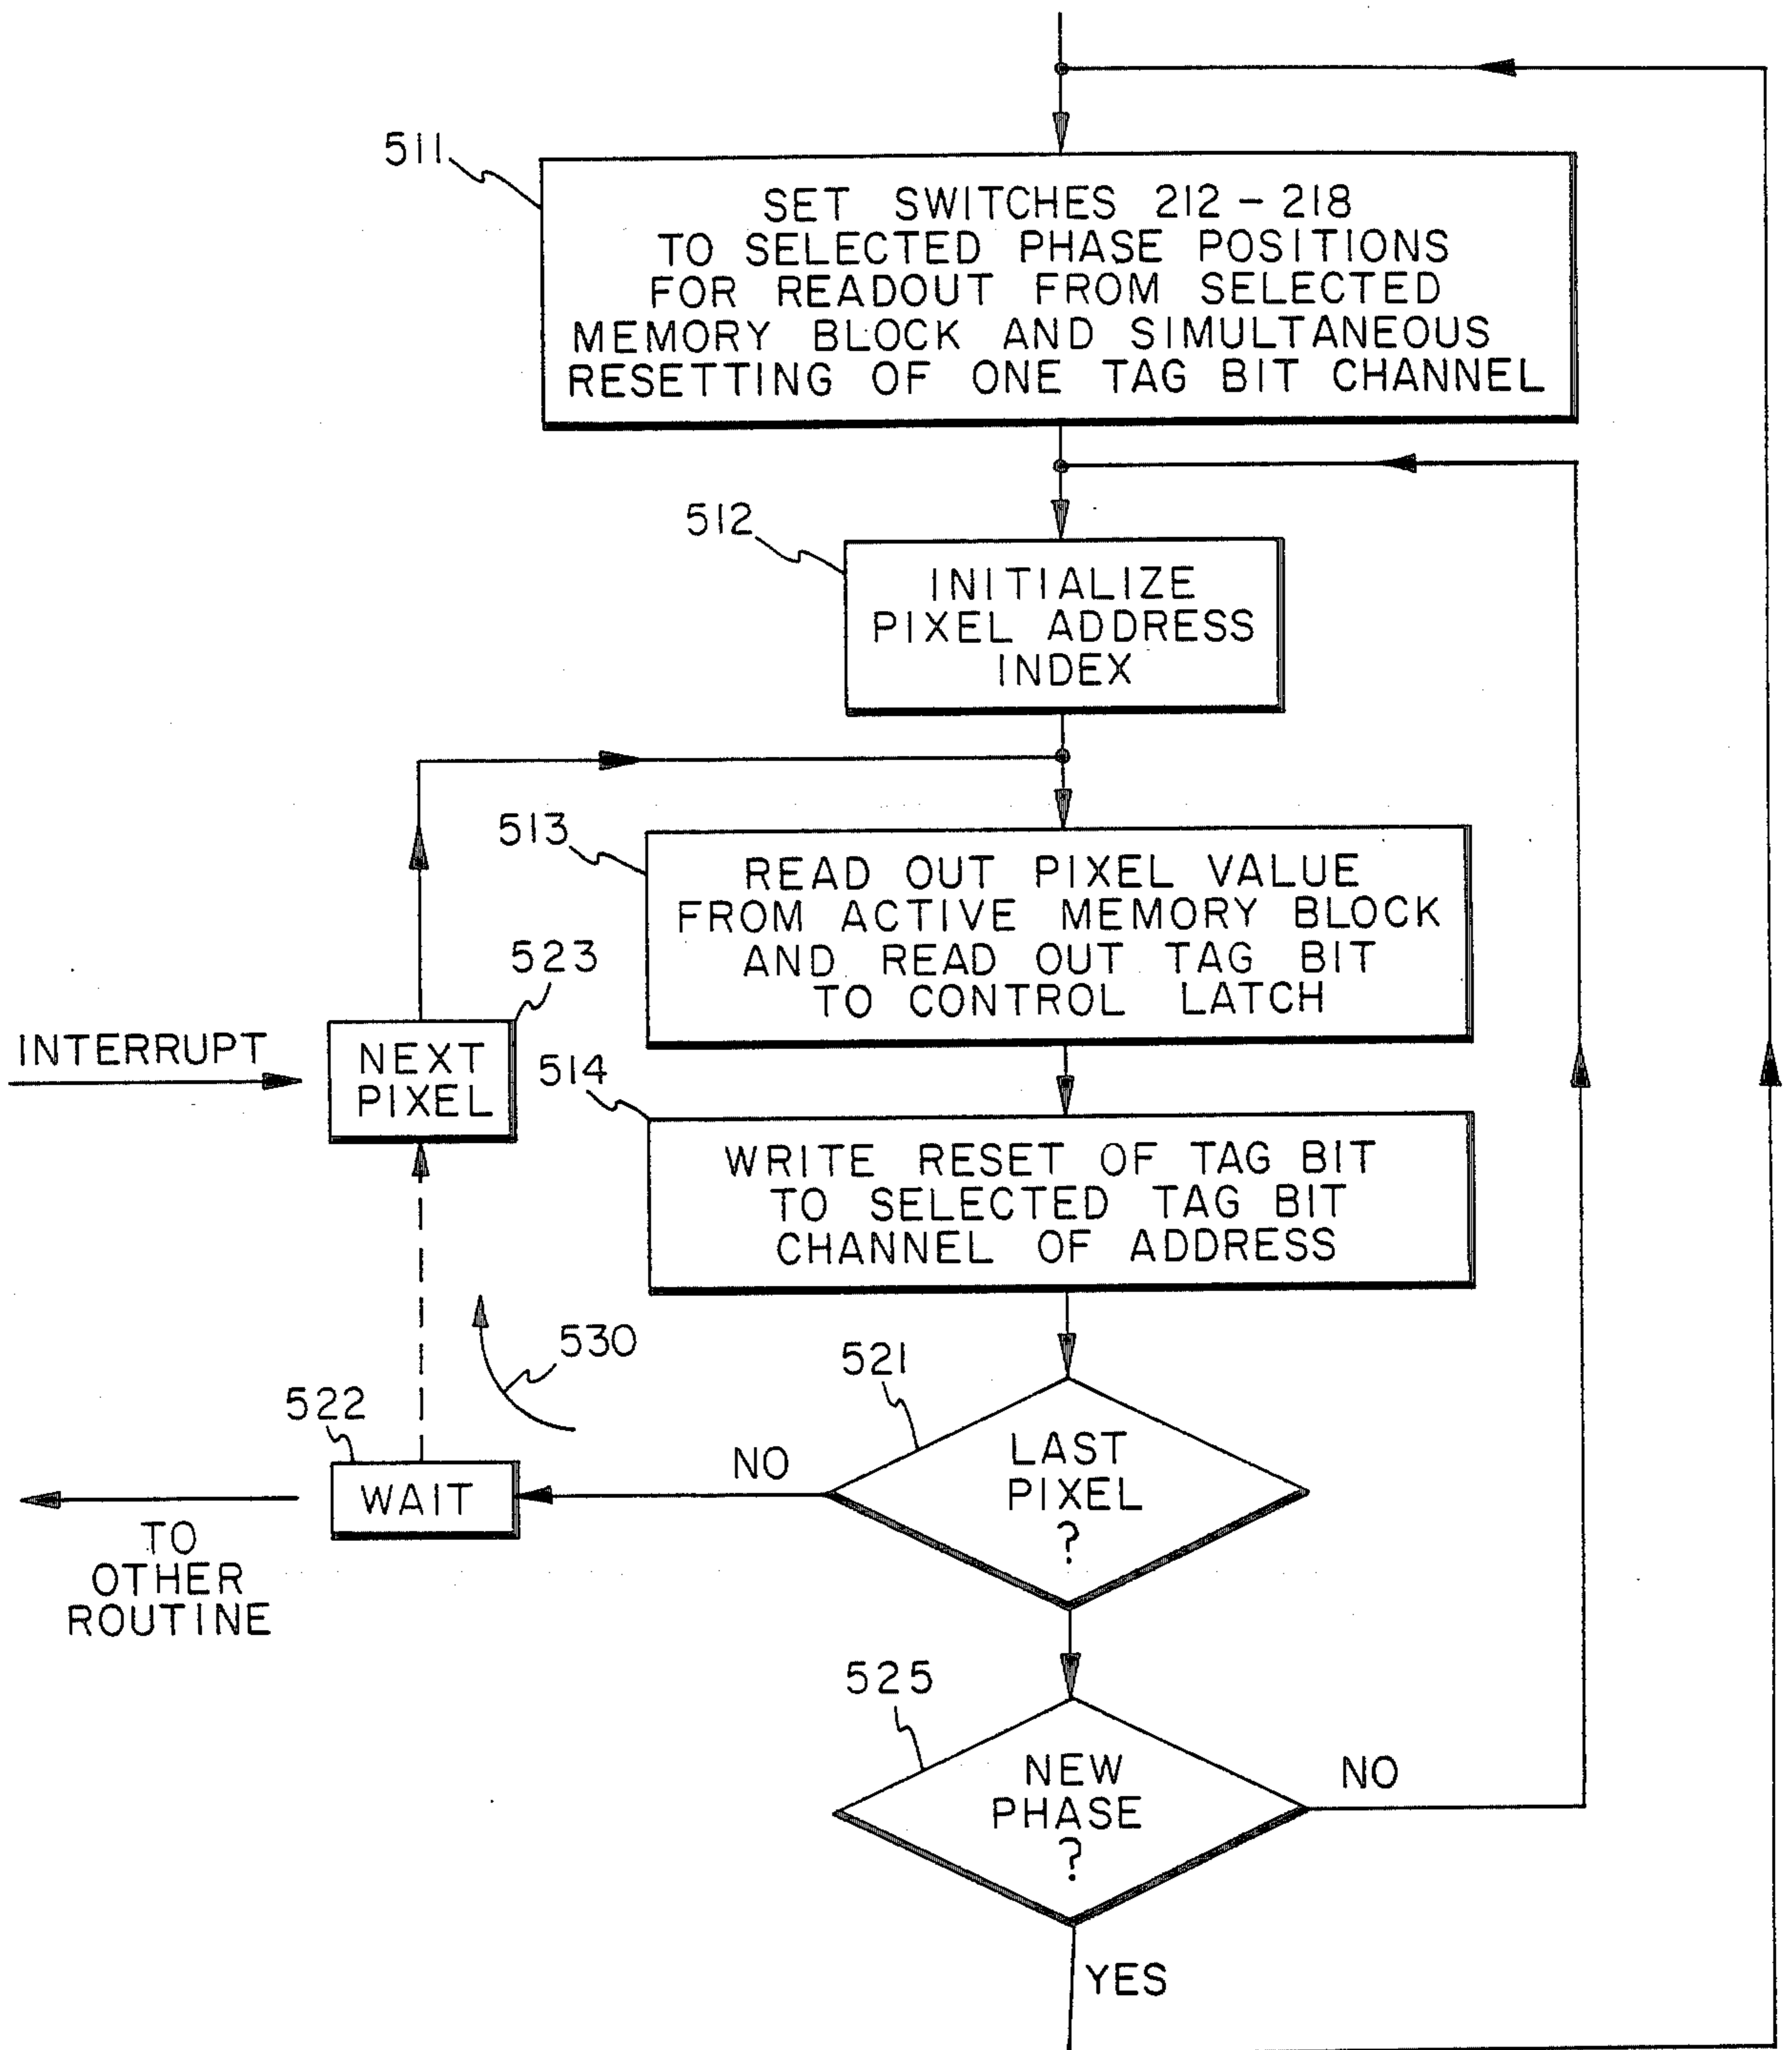 511
SET SWITCHES 212 - 218
TO SELECTED PHASE POSITIONS
FOR READOUT FROM SELECTED
MEMORY BLOCK AND SIMULTANEOUS
RESETTING OF ONE TAG BIT CHANNEL
512
INITIALIZE
PIXEL ADDRESS
INDEX
513
READ OUT PIXEL VALUE
FROM ACTIVE MEMORY BLOCK
AND READ OUT TAG BIT
TO CONTROL LATCH
523
INTERRUPT
NEXT
PIXEL
514
WRITE RESET OF TAG BIT
TO SELECTED TAG BIT
CHANNEL OF ADDRESS
530
521
522
LAST
PIXEL
?
NO
WAIT
TO
OTHER
ROUTINE
525
NEW
PHASE
?
NO
YES